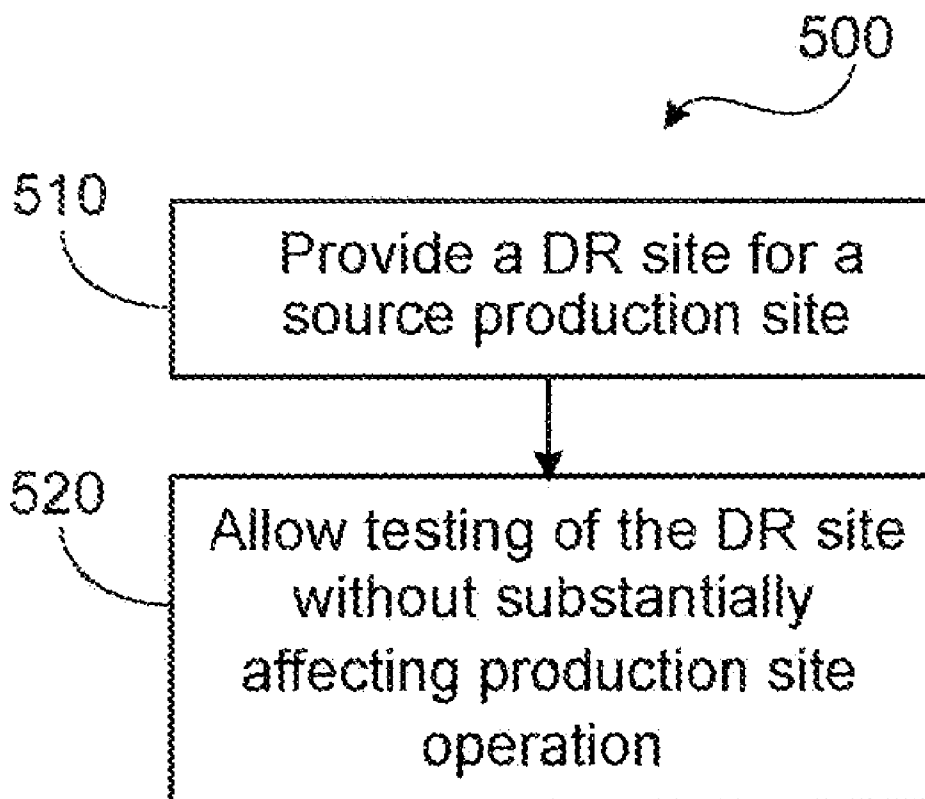 500
510
Provide a DR site for a
source production site
520
Allow testing of the DR site
without substantially
affecting production site
operation